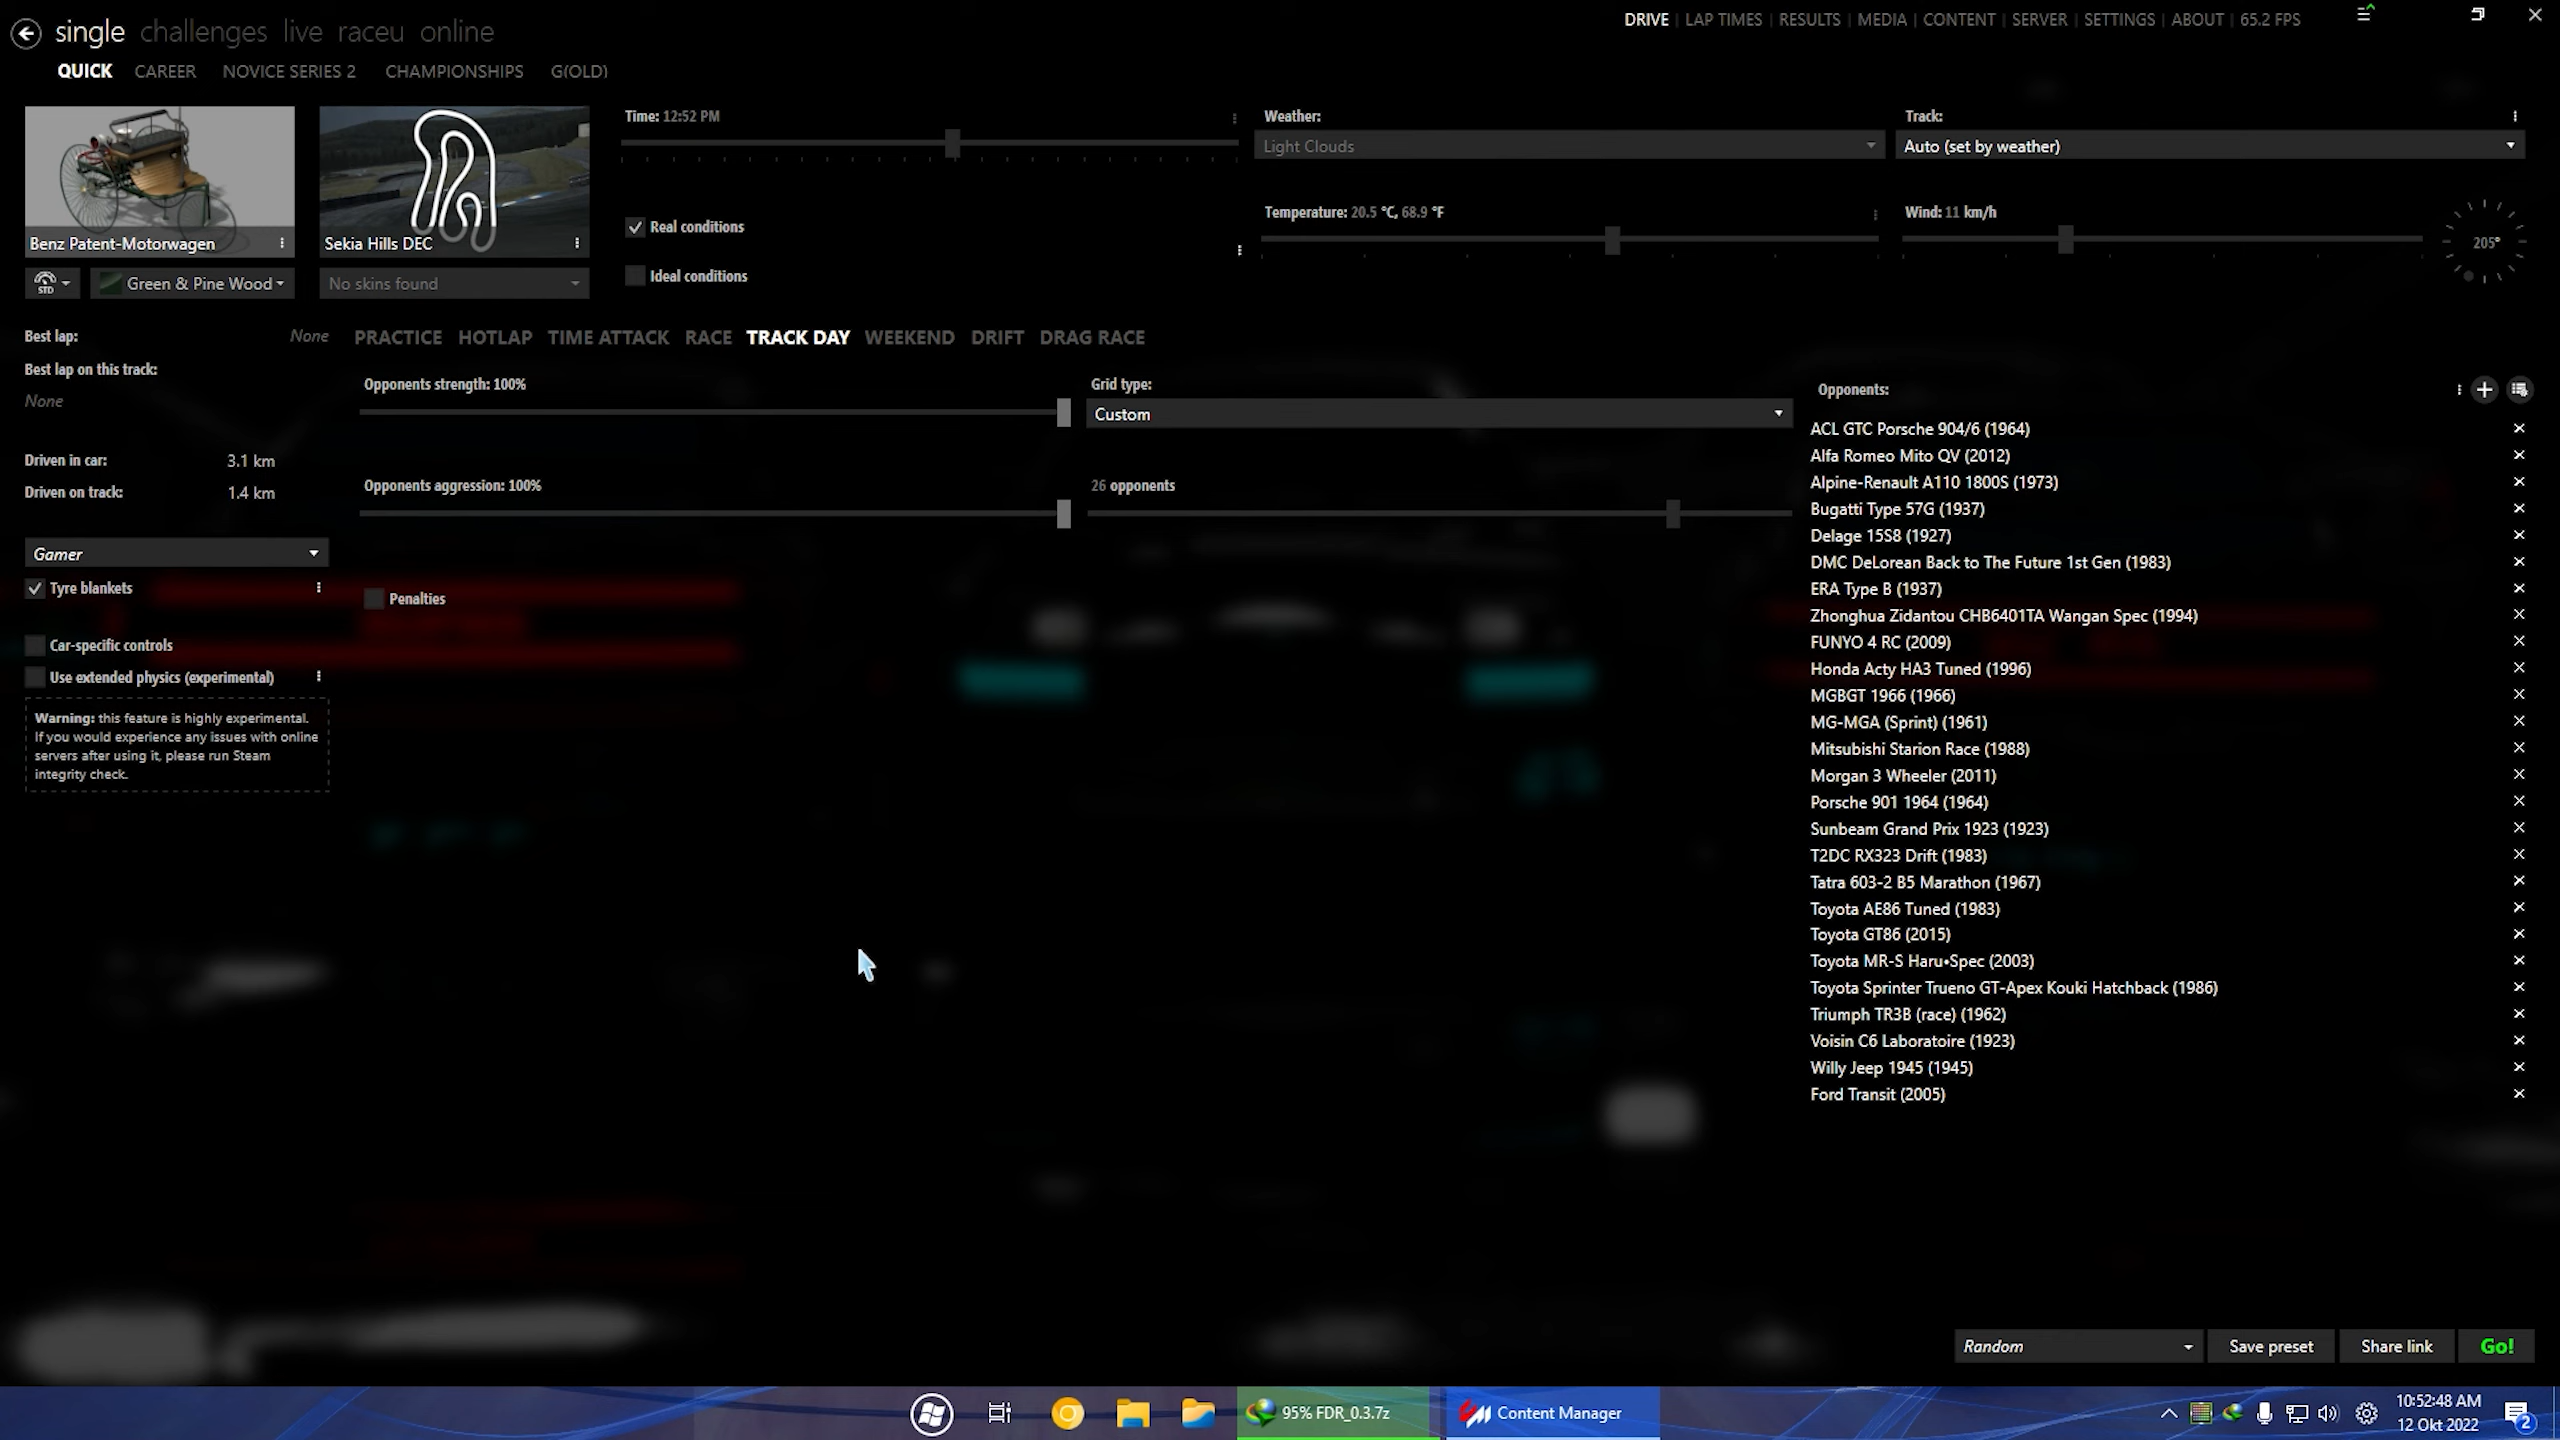 single challenges live raceu online
DRIVE LAP TIMES RESULTS MEDIA CONTENT SERVER SETTINGS ABOUT 65.2 FPS
QUICK CAREER NOVICE SERIES 2 CHAMPIONSHIPS G(OLD)
Benz Patent-Motorwagen
Sekia Hills DEC
STD
Green & Pine Wood
No skins found
Time: 12:52 PM
Real conditions
Ideal conditions
Weather:
Light Clouds
Temperature: 20.5 °C, 68.9 °F
Track:
Auto (set by weather)
Wind: 11 km/h
205°
Best lap: None
Best lap on this track:
None
Driven in car: 3.1 km
Driven on track: 1.4 km
Gamer
Tyre blankets
Car-specific controls
Use extended physics (experimental)
Warning: this feature is highly experimental.
If you would experience any issues with online
servers after using it, please run Steam
integrity check.
PRACTICE HOTLAP TIME ATTACK RACE TRACK DAY WEEKEND DRIFT DRAG RACE
Opponents strength: 100%
Opponents aggression: 100%
Penalties
Grid type:
Custom
26 opponents
Opponents:
ACL GTC Porsche 904/6 (1964)
Alfa Romeo Mito QV (2012)
Alpine-Renault A110 1800S (1973)
Bugatti Type 57G (1937)
Delage 15S8 (1927)
DMC DeLorean Back to The Future 1st Gen (1983)
ERA Type B (1937)
Zhonghua Zidantou CHB6401TA Wangan Spec (1994)
FUNYO 4 RC (2009)
Honda Acty HA3 Tuned (1996)
MGBGT 1966 (1966)
MG-MGA (Sprint) (1961)
Mitsubishi Starion Race (1988)
Morgan 3 Wheeler (2011)
Porsche 901 1964 (1964)
Sunbeam Grand Prix 1923 (1923)
T2DC RX323 Drift (1983)
Tatra 603-2 B5 Marathon (1967)
Toyota AE86 Tuned (1983)
Toyota GT86 (2015)
Toyota MR-S Haru•Spec (2003)
Toyota Sprinter Trueno GT-Apex Kouki Hatchback (1986)
Triumph TR3B (race) (1962)
Voisin C6 Laboratoire (1923)
Willy Jeep 1945 (1945)
Ford Transit (2005)
Random
Save preset
Share link
Go!
95% FDR_0.3.7z
Content Manager
10:52:48 AM
12 Okt 2022
2